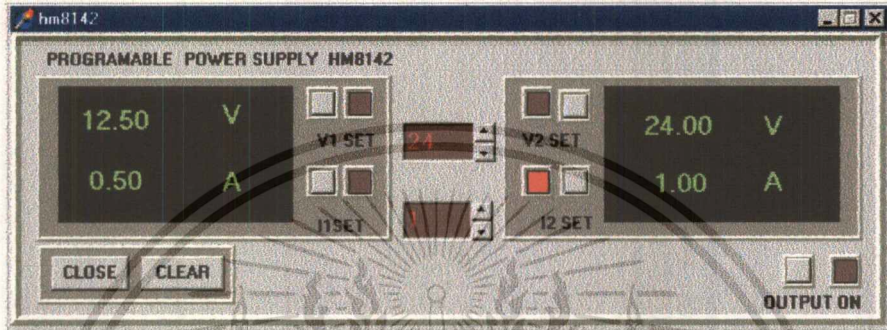 hm8142
PROGRAMABLE POWER SUPPLY HM8142
12.50 V
0.50 A
V1 SET
I1SET
24
1
V2 SET
I2 SET
24.00 V
1.00 A
CLOSE CLEAR
OUTPUT ON